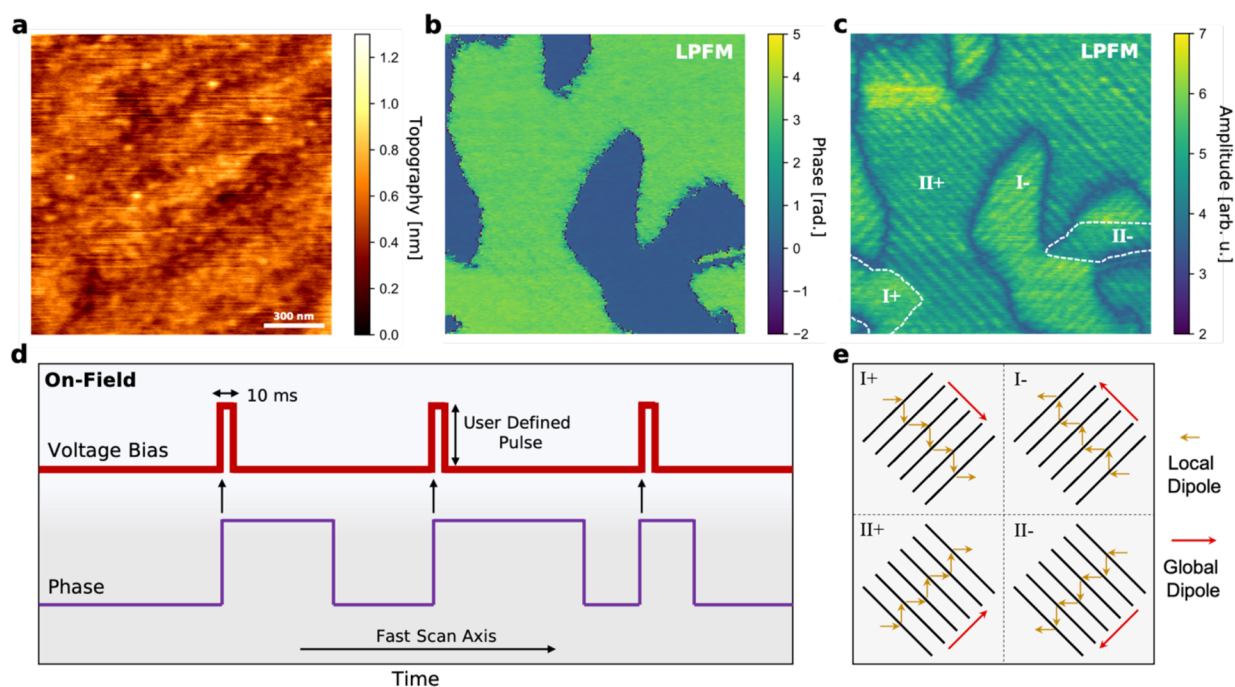 a
1.2
1.0
0.8
0.6
0.4
0.2
0.0
Topography [nm]
300 nm
b
LPFM
5
4
3
2
1
0
−1
−2
Phase [rad.]
c
LPFM
II+
I-
II-
I+
7
6
5
4
3
2
Amplitude [arb. u.]
d
On-Field
10 ms
Voltage Bias
User Defined
Pulse
Phase
Fast Scan Axis
Time
e
I+
I-
II+
II-
Local
Dipole
Global
Dipole